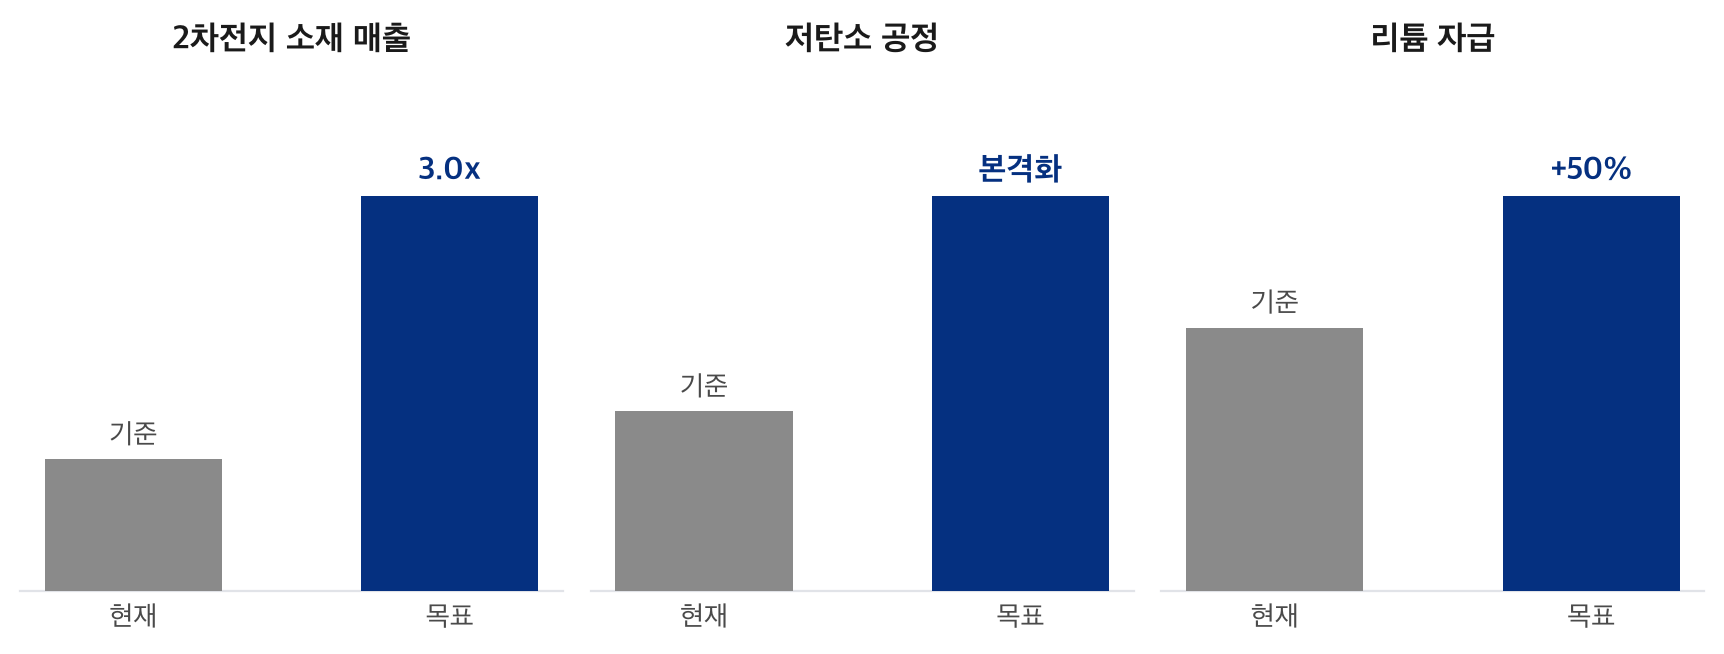 2차전지 소재 매출
3.0x
기준
현재
목표
저탄소 공정
본격화
기준
현재
목표
리튬 자급
+50%
기준
현재
목표